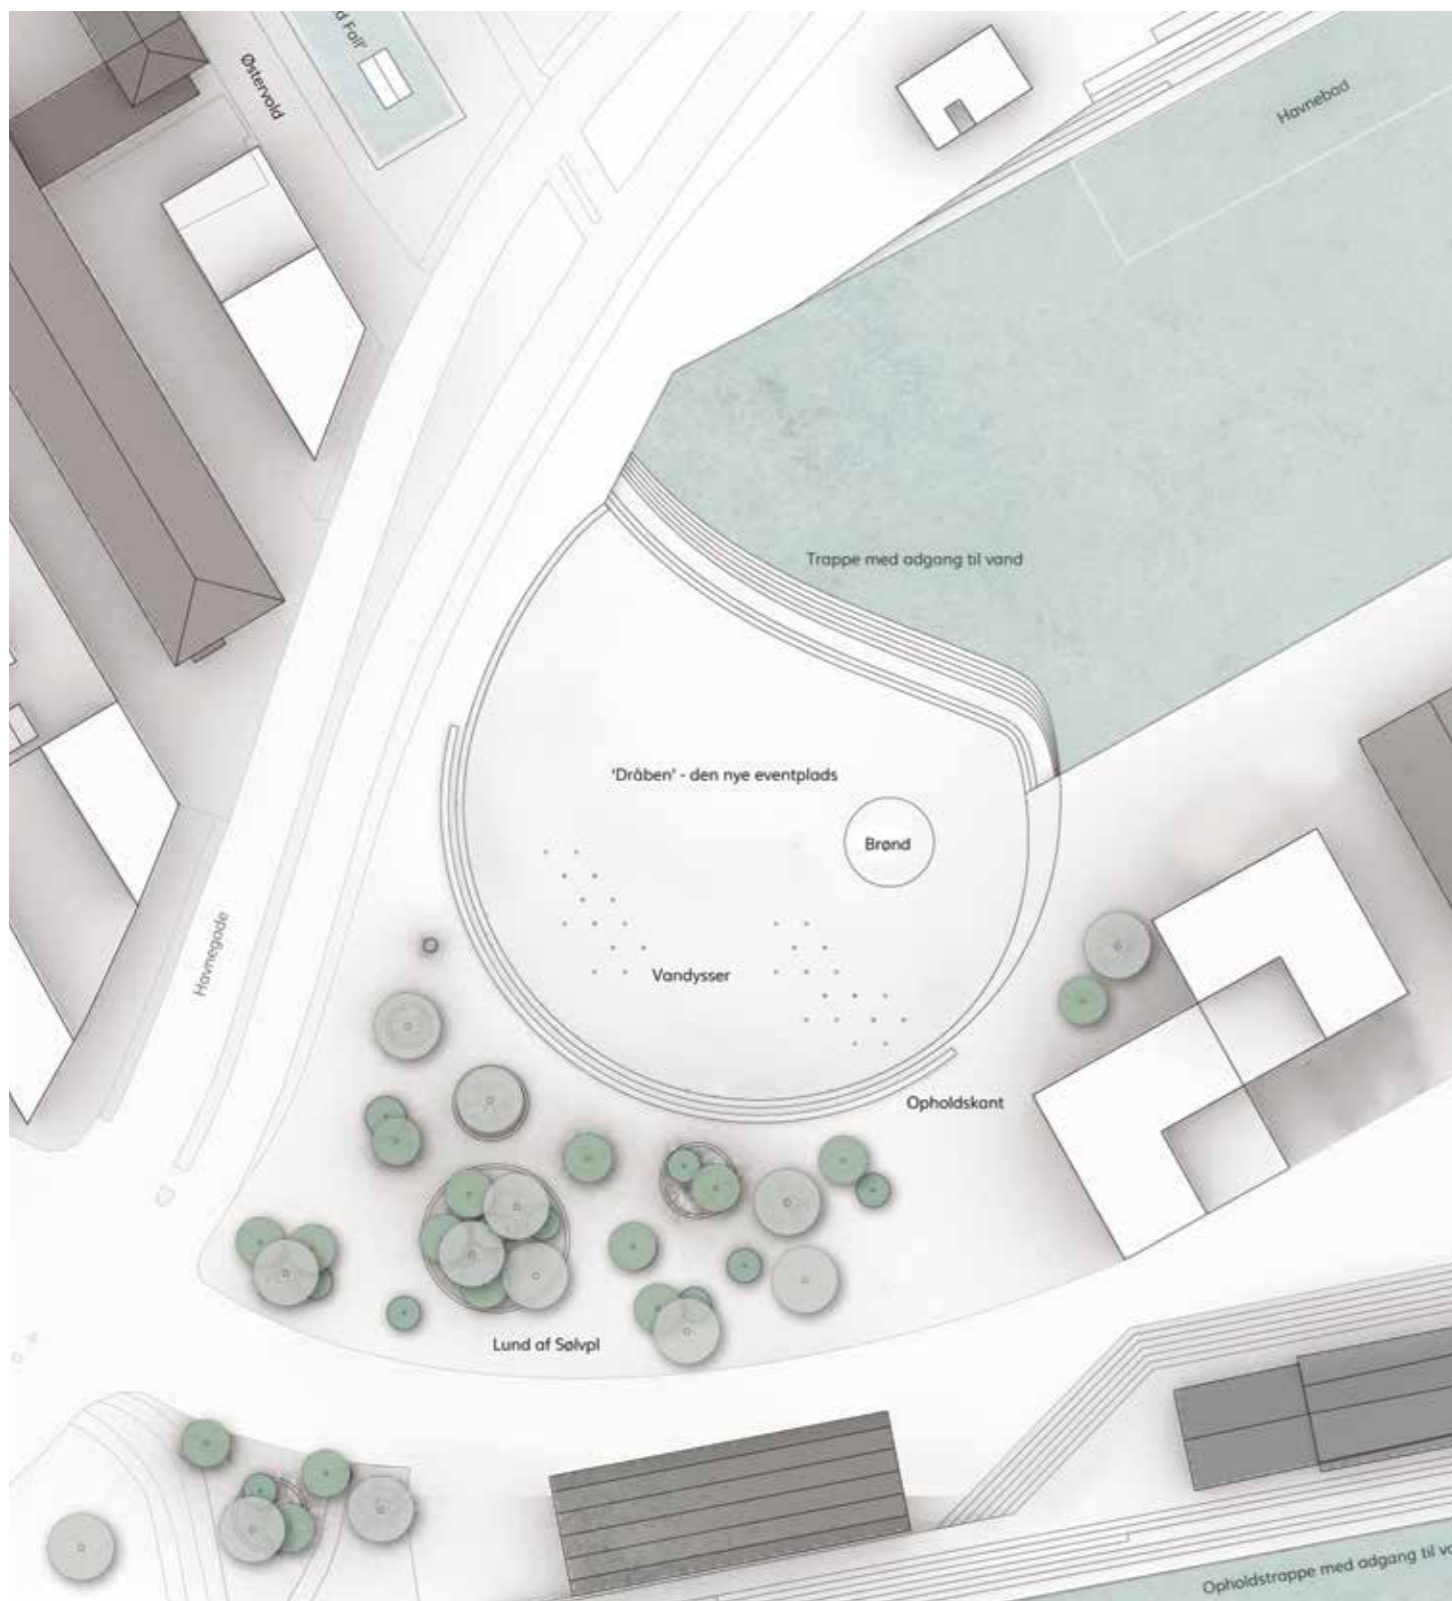 Foil'
Østervold
Havnebad
Trappe med adgang til vand
'Dråben' - den nye eventplads
Brønd
Havnegade
Vandysser
Opholdskant
Lund af Sølvpl
Opholdstrappe med adgang til